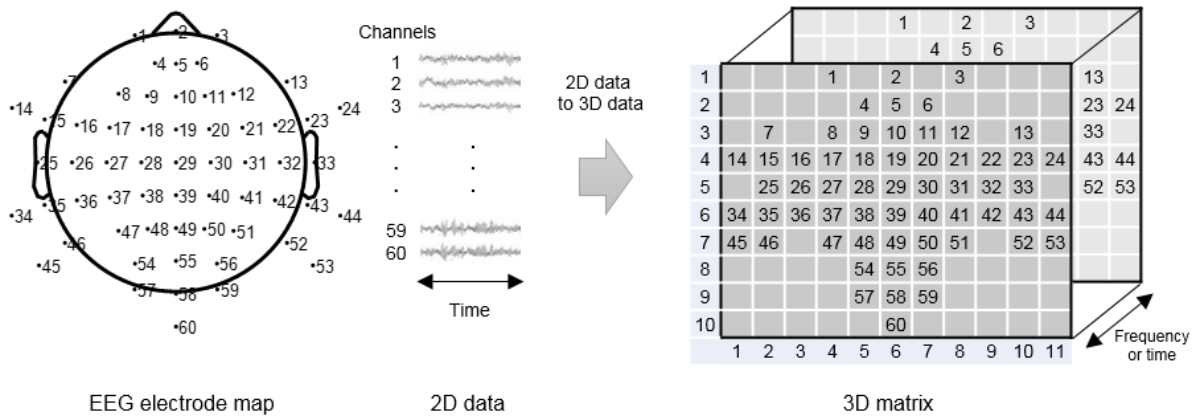 •1 •2 •3
•4 •5 •6
•7 •13
•8 •9 •10 •11 •12
•14 •24
•15 •16 •17 •18 •19 •20 •21 •22 •23
•25 •26 •27 •28 •29 •30 •31 •32 •33
•35 •36 •37 •38 •39 •40 •41 •42 •43
•34 •44
•46 •47 •48 •49 •50 •51 •52
•45 •54 •55 •56 •53
•57 •58 •59
•60
EEG electrode map
Channels
1
2
3
.
.
.
.
.
.
59
60
Time
2D data
2D data
to 3D data
1 2 3
4 5 6
13
23 24
33
43 44
52 53
1 1 2 3
2 4 5 6
3 7 8 9 10 11 12 13
4 14 15 16 17 18 19 20 21 22 23 24
5 25 26 27 28 29 30 31 32 33
6 34 35 36 37 38 39 40 41 42 43 44
7 45 46 47 48 49 50 51 52 53
8 54 55 56
9 57 58 59
10 60
1 2 3 4 5 6 7 8 9 10 11
Frequency
or time
3D matrix